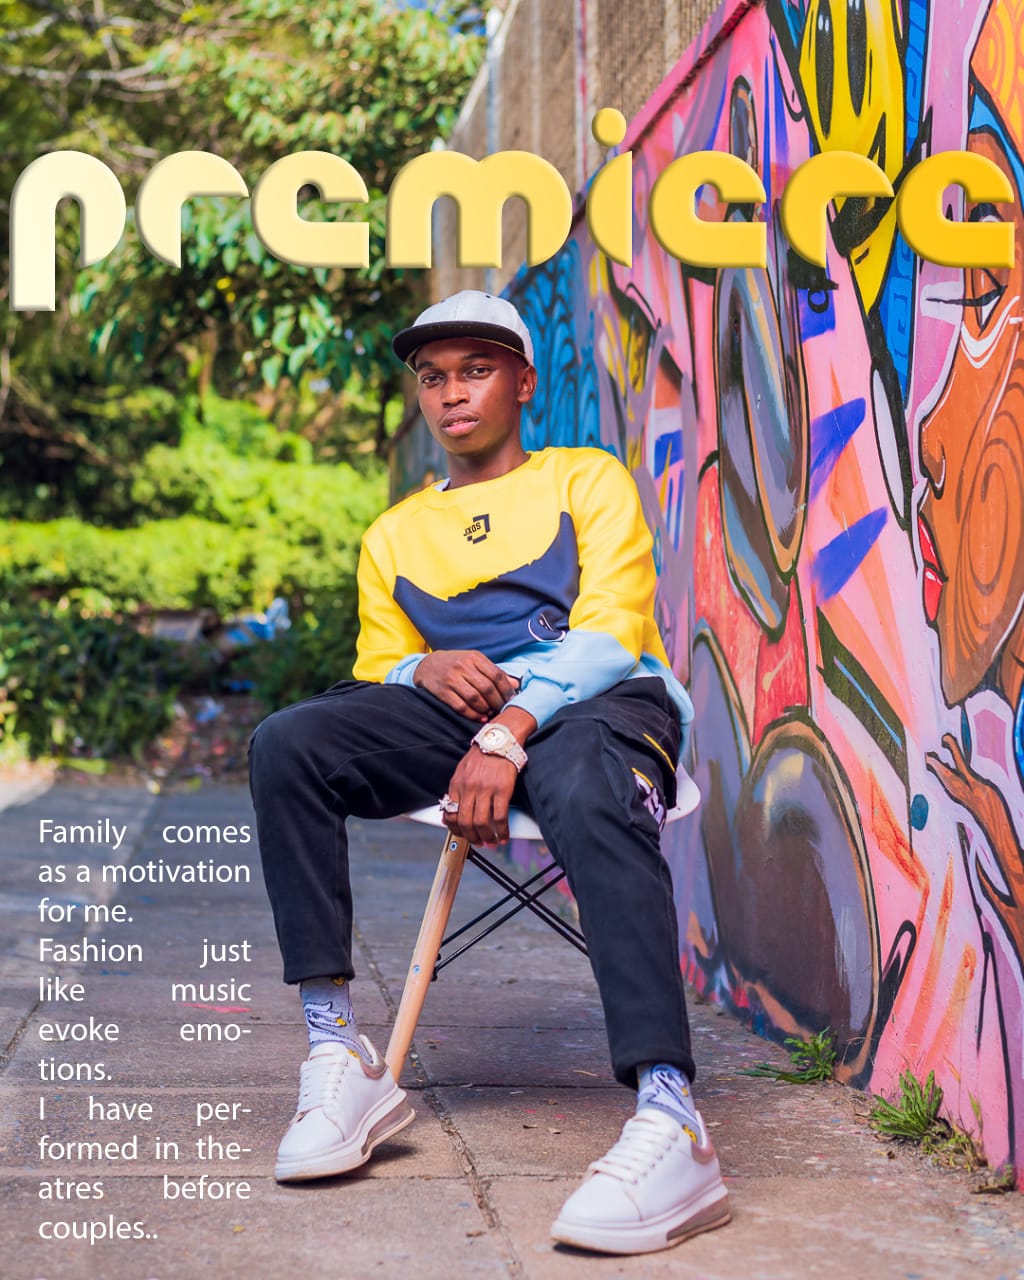 premiere
JXQS
Family comes
as a motivation
for me.
Fashion just
like music
evoke emo-
tions.
I have per-
formed in the-
atres before
couples..